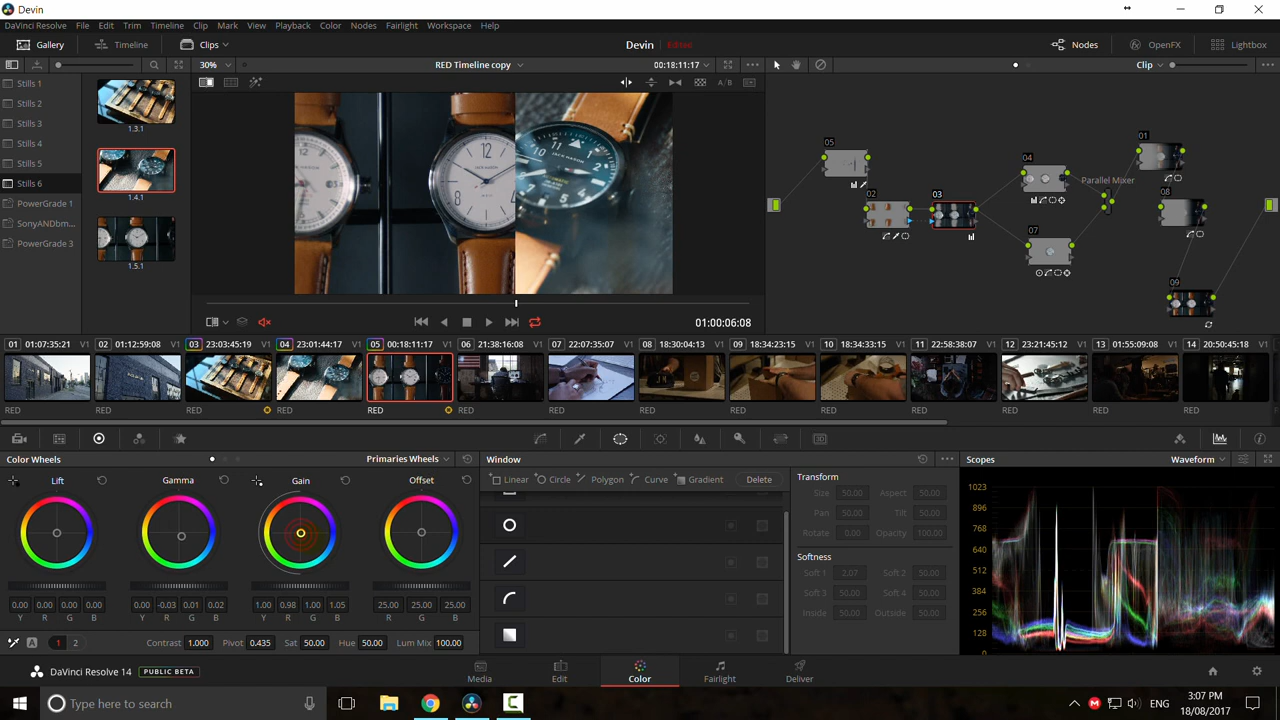 Devin
DaVinci Resolve File Edit Trim Timeline Clip Mark View Playback Color Nodes Fairlight Workspace Help
Gallery Timeline Clips Devin Edited Nodes OpenFX Lightbox
30% RED Timeline copy 00:18:11:17 Clip
A/B
Stills 1
Stills 2
Stills 3
Stills 4
Stills 5
Stills 6
PowerGrade 1
SonyANDbm...
PowerGrade 3
1.3.1
1.4.1
1.5.1
JACK MASON
JACK MASON
12
11 1
05
02
03
04
07
Parallel Mixer
01
08
09
01:00:06:08
01 01:07:35:21 V1 02 12:59:08 V1 03 23:03:45:19 V1 04 23:01:44:17 V1 05 00:18:11:17 V1 06 21:38:16:08 V1 07 22:07:35:07 V1 08 18:30:04:13 V1 09 18:34:23:15 V1 10 18:34:33:15 V1 11 22:58:38:07 V1 12 23:21:45:12 V1 13 01:55:09:08 V1 14 20:50:45:18 V1
RED RED RED RED RED RED RED RED RED RED RED RED RED RED
3D
Color Wheels Primaries Wheels
Lift Gamma Gain Offset
0.00 0.00 0.00 0.00 0.00 -0.03 0.01 0.02 1.00 0.98 1.00 1.05 25.00 25.00 25.00
Y R G B Y R G B Y R G B R G B
A 1 2 Contrast 1.000 Pivot 0.435 Sat 50.00 Hue 50.00 Lum Mix 100.00
Window
Linear Circle Polygon Curve Gradient Delete
Transform
Size 50.00 Aspect 50.00
Pan 50.00 Tilt 50.00
Rotate 0.00 Opacity 100.00
Softness
Soft 1 2.07 Soft 2 50.00
Soft 3 50.00 Soft 4 50.00
Inside 50.00 Outside 50.00
Scopes Waveform
1023
896
768
640
512
384
256
128
0
DaVinci Resolve 14 PUBLIC BETA Media Edit Color Fairlight Deliver
Type here to search
ENG
3:07 PM
18/08/2017